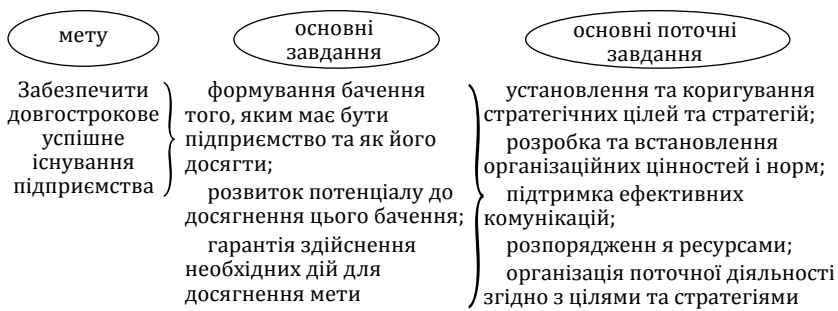 мету
Забезпечити
довгострокове
успішне
існування
підприємства
основні
завдання
формування бачення
того, яким має бути
підприємство та як його
досягти;
розвиток потенціалу до
досягнення цього бачення;
гарантія здійснення
необхідних дій для
досягнення мети
основні поточні
завдання
установлення та коригування
стратегічних цілей та стратегій;
розробка та встановлення
організаційних цінностей і норм;
підтримка ефективних
комунікацій;
розпорядженн я ресурсами;
організація поточної діяльності
згідно з цілями та стратегіями